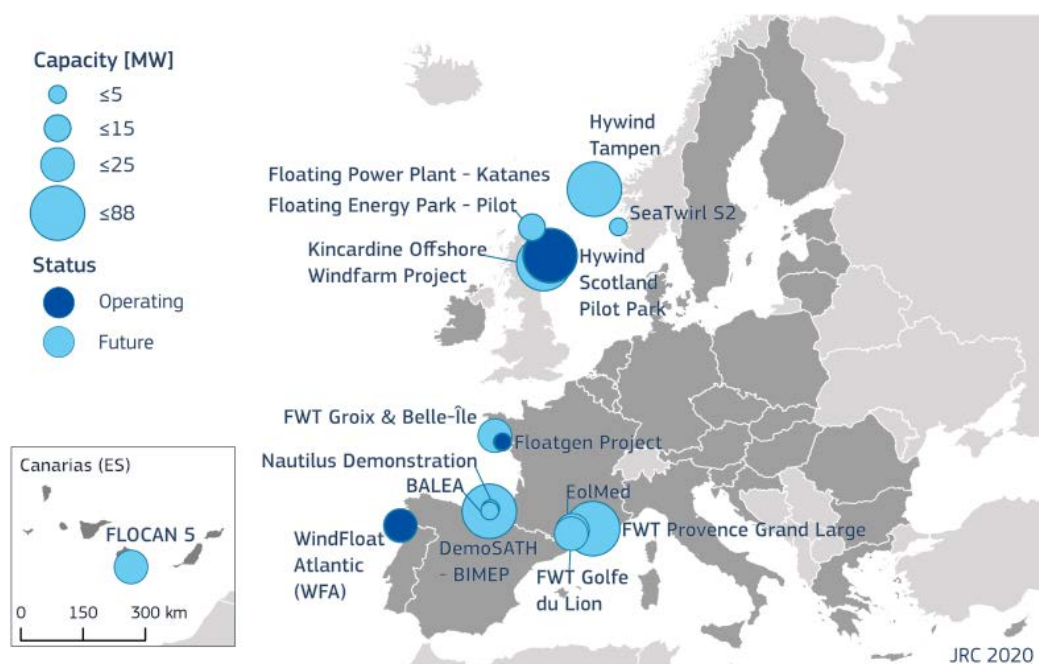 Capacity [MW]
≤5
≤15
≤25
≤88
Status
Operating
Future
Hywind
Tampen
Floating Power Plant - Katanes
Floating Energy Park - Pilot
SeaTwirl S2
Kincardine Offshore
Windfarm Project
Hywind
Scotland
Pilot Park
FWT Groix & Belle-Île
Floatgen Project
Nautilus Demonstration
BALEA
EolMed
WindFloat
Atlantic
(WFA)
DemoSATH
- BIMEP
FWT Provence Grand Large
FWT Golfe
du Lion
Canarias (ES)
FLOCAN 5
0 150 300 km
JRC 2020